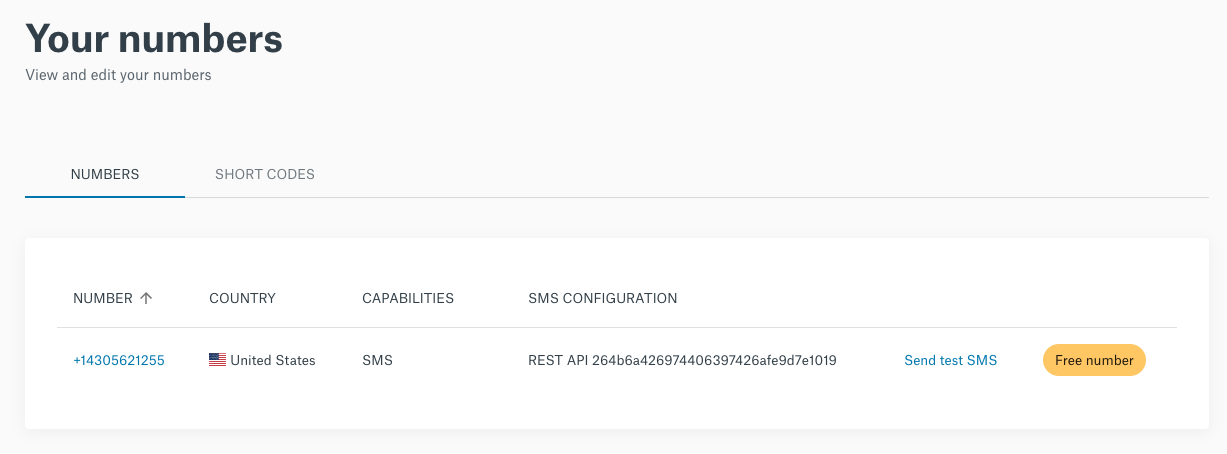 Your numbers
View and edit your numbers
NUMBERS SHORT CODES
NUMBER ↑ COUNTRY CAPABILITIES SMS CONFIGURATION
+14305621255 United States SMS REST API 264b6a426974406397426afe9d7e1019 Send test SMS Free number